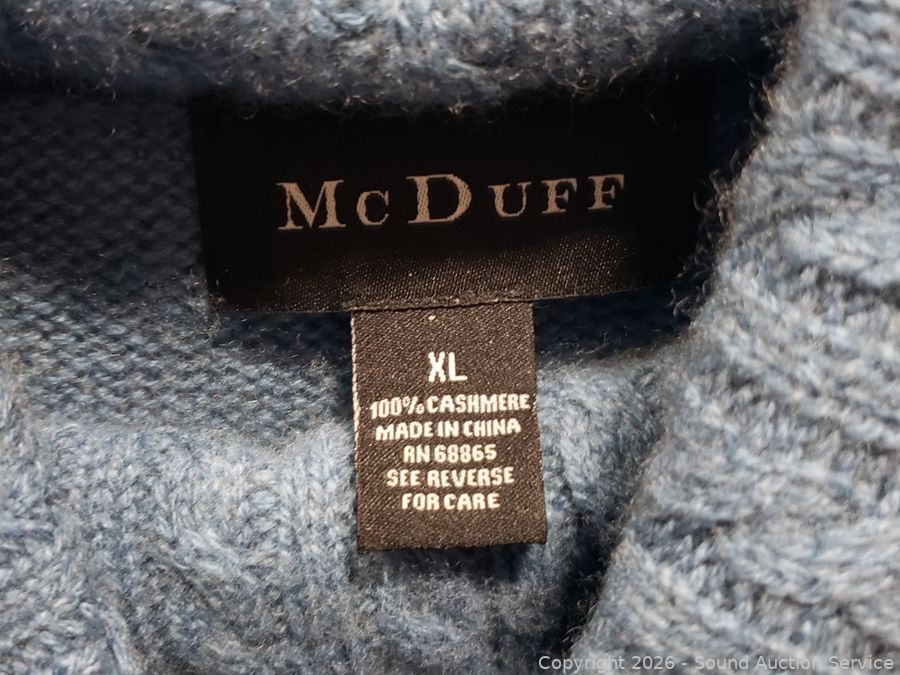 McDuff
XL
100% CASHMERE
MADE IN CHINA
RN 68865
SEE REVERSE
FOR CARE
Copyright 2026 - Sound Auction Service